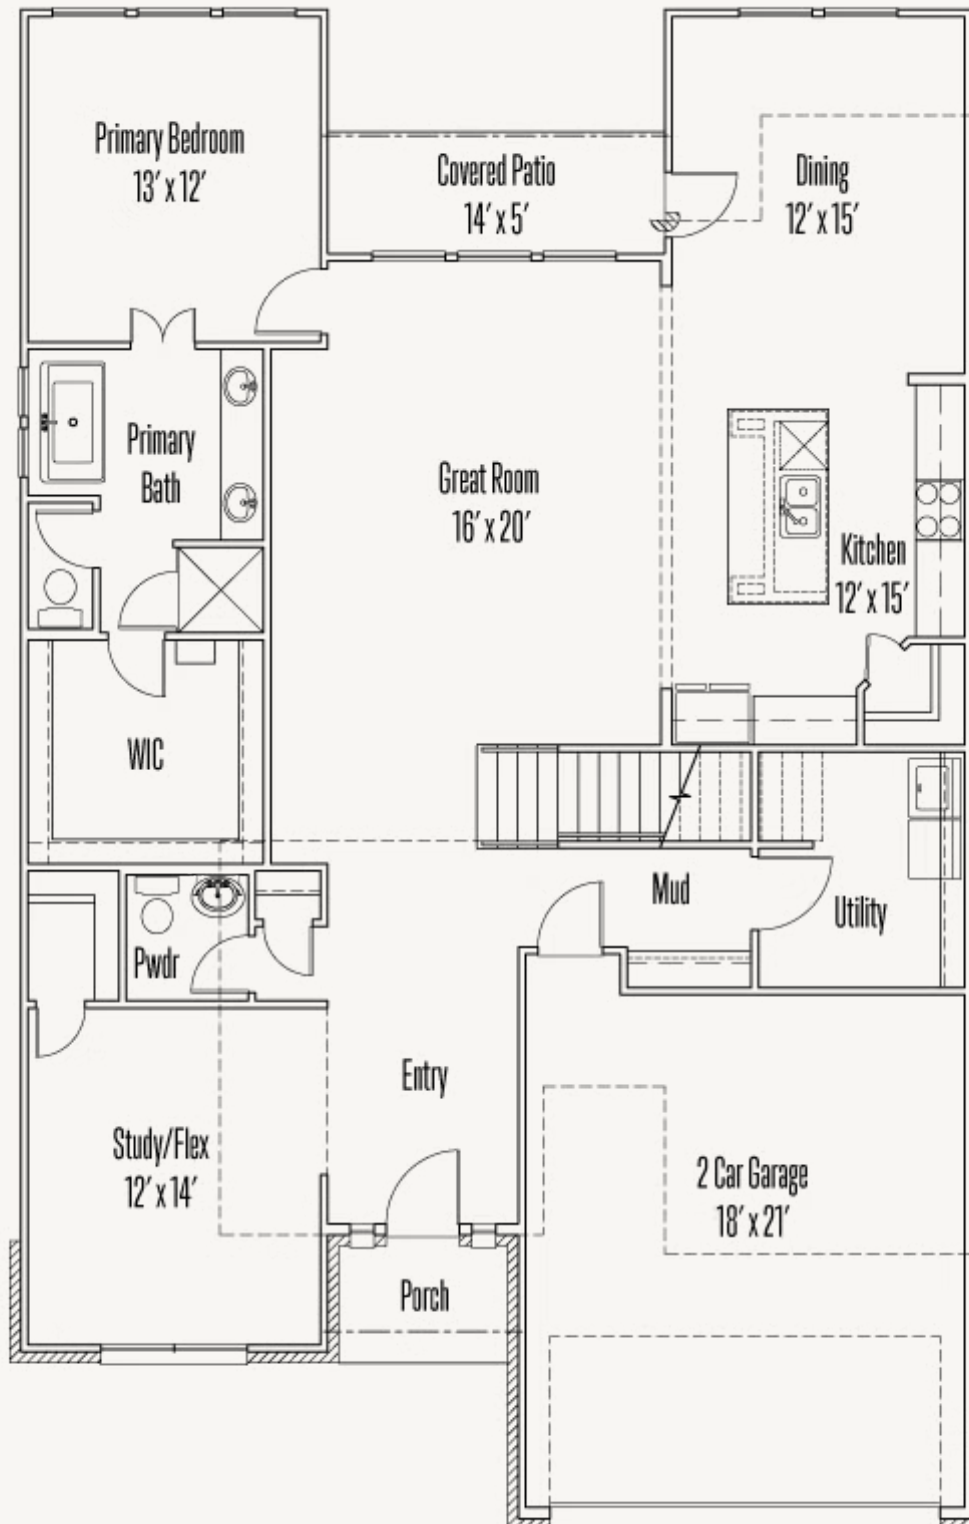 Primary Bedroom
13' x 12'
Covered Patio
14' x 5'
Dining
12' x 15'
Primary
Bath
Great Room
16' x 20'
Kitchen
12' x 15'
WIC
Mud
Utility
Pwdr
Entry
Study/Flex
12' x 14'
2 Car Garage
18' x 21'
Porch